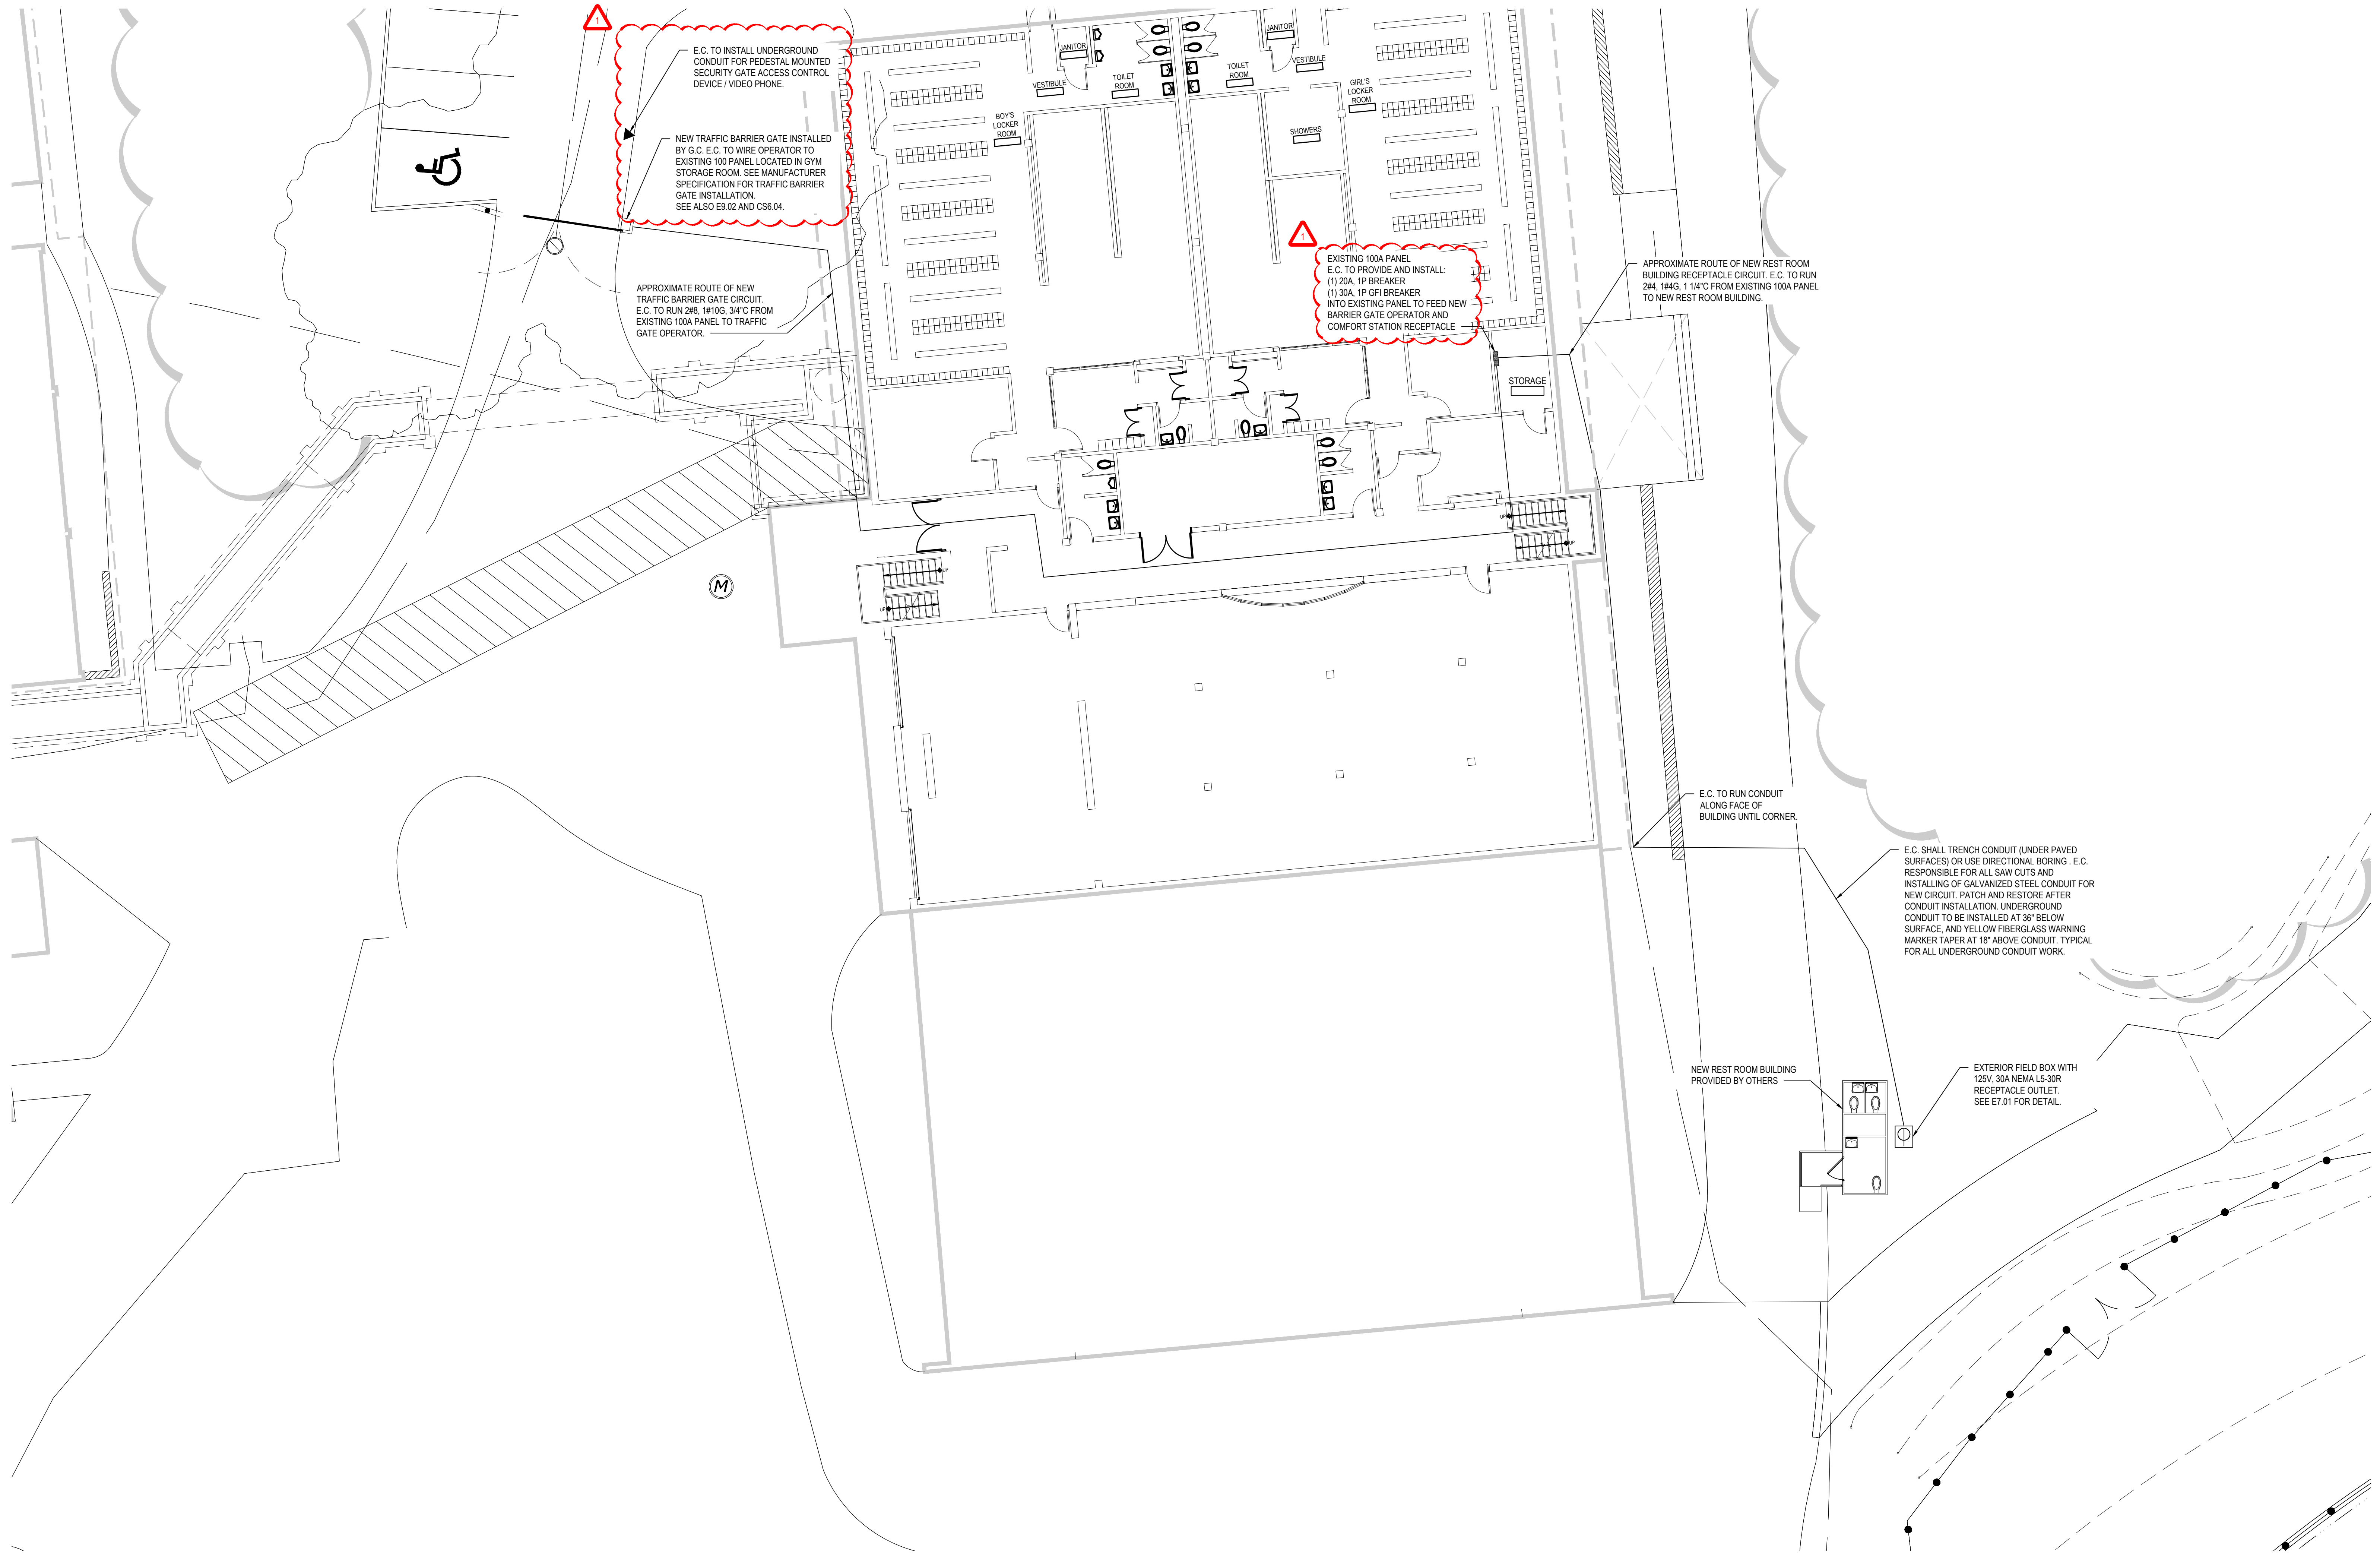 1
E.C. TO INSTALL UNDERGROUND
CONDUIT FOR PEDESTAL MOUNTED
SECURITY GATE ACCESS CONTROL
DEVICE / VIDEO PHONE.
NEW TRAFFIC BARRIER GATE INSTALLED
BY G.C. E.C. TO WIRE OPERATOR TO
EXISTING 100 PANEL LOCATED IN GYM
STORAGE ROOM. SEE MANUFACTURER
SPECIFICATION FOR TRAFFIC BARRIER
GATE INSTALLATION.
SEE ALSO E9.02 AND CS6.04.
JANITOR
VESTIBULE
TOILET
ROOM
BOY'S
LOCKER
ROOM
JANITOR
VESTIBULE
TOILET
ROOM
GIRL'S
LOCKER
ROOM
SHOWERS
1
EXISTING 100A PANEL
E.C. TO PROVIDE AND INSTALL:
(1) 20A, 1P BREAKER
(1) 30A, 1P GFI BREAKER
INTO EXISTING PANEL TO FEED NEW
BARRIER GATE OPERATOR AND
COMFORT STATION RECEPTACLE
APPROXIMATE ROUTE OF NEW REST ROOM
BUILDING RECEPTACLE CIRCUIT. E.C. TO RUN
2#4, 1#4G, 1 1/4"C FROM EXISTING 100A PANEL
TO NEW REST ROOM BUILDING.
APPROXIMATE ROUTE OF NEW
TRAFFIC BARRIER GATE CIRCUIT.
E.C. TO RUN 2#8, 1#10G, 3/4"C FROM
EXISTING 100A PANEL TO TRAFFIC
GATE OPERATOR.
STORAGE
UP
UP
UP
UP
M
E.C. TO RUN CONDUIT
ALONG FACE OF
BUILDING UNTIL CORNER.
E.C. SHALL TRENCH CONDUIT (UNDER PAVED
SURFACES) OR USE DIRECTIONAL BORING . E.C.
RESPONSIBLE FOR ALL SAW CUTS AND
INSTALLING OF GALVANIZED STEEL CONDUIT FOR
NEW CIRCUIT. PATCH AND RESTORE AFTER
CONDUIT INSTALLATION. UNDERGROUND
CONDUIT TO BE INSTALLED AT 36" BELOW
SURFACE, AND YELLOW FIBERGLASS WARNING
MARKER TAPER AT 18" ABOVE CONDUIT. TYPICAL
FOR ALL UNDERGROUND CONDUIT WORK.
NEW REST ROOM BUILDING
PROVIDED BY OTHERS
EXTERIOR FIELD BOX WITH
125V, 30A NEMA L5-30R
RECEPTACLE OUTLET.
SEE E7.01 FOR DETAIL.